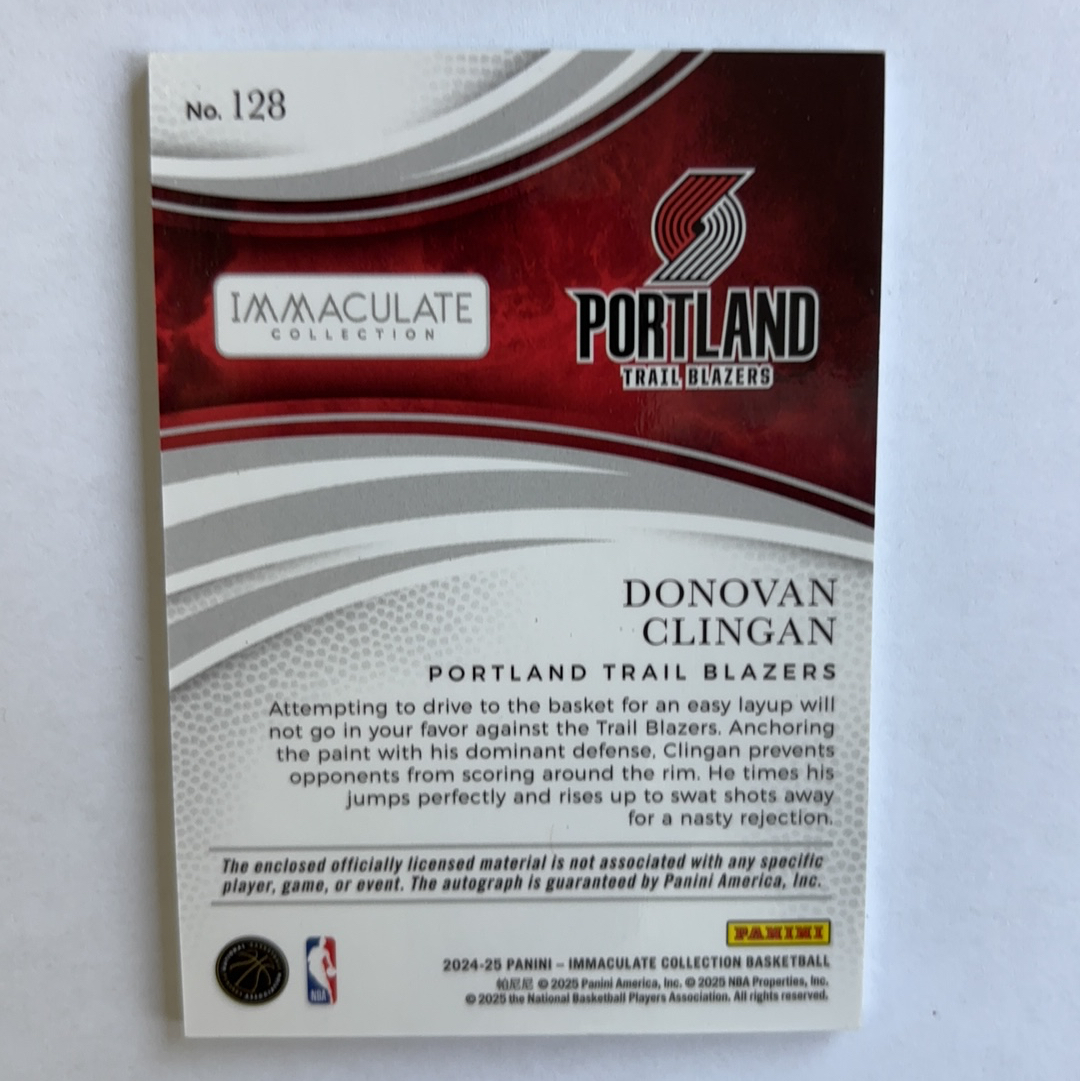 No. 128
IMMACULATE
COLLECTION
PORTLAND
TRAIL BLAZERS
DONOVAN
CLINGAN
PORTLAND TRAIL BLAZERS
Attempting to drive to the basket for an easy layup will
not go in your favor against the Trail Blazers. Anchoring
the paint with his dominant defense, Clingan prevents
opponents from scoring around the rim. He times his
jumps perfectly and rises up to swat shots away
for a nasty rejection.
The enclosed officially licensed material is not associated with any specific
player, game, or event. The autograph is guaranteed by Panini America, Inc.
PANINI
NBA
2024-25 PANINI – IMMACULATE COLLECTION BASKETBALL
帕尼尼 © 2025 Panini America, Inc. © 2025 NBA Properties, Inc.
© 2025 the National Basketball Players Association. All rights reserved.